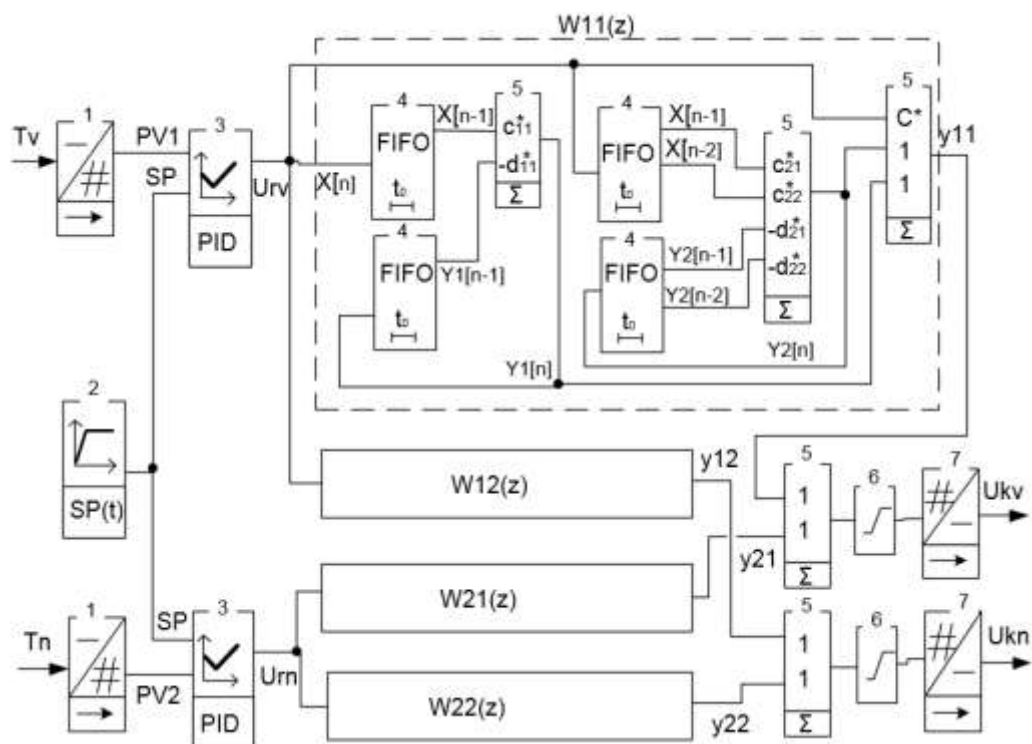 W11(z)
1
Tv
PV1
SP
3
PID
Urv
X[n]
4
FIFO
t₀
X[n-1]
4
FIFO
t₀
Y1[n-1]
5
c*11
-d*11
Σ
Y1[n]
4
FIFO
t₀
X[n-1]
X[n-2]
4
FIFO
t₀
Y2[n-1]
Y2[n-2]
5
c*21
c*22
-d*21
-d*22
Σ
Y2[n]
5
C*
1
1
Σ
y11
2
SP(t)
W12(z)
y12
W21(z)
y21
W22(z)
y22
1
Tn
SP
PV2
3
PID
Urn
5
1
1
Σ
6
7
#
Ukv
5
1
1
Σ
6
7
#
Ukn